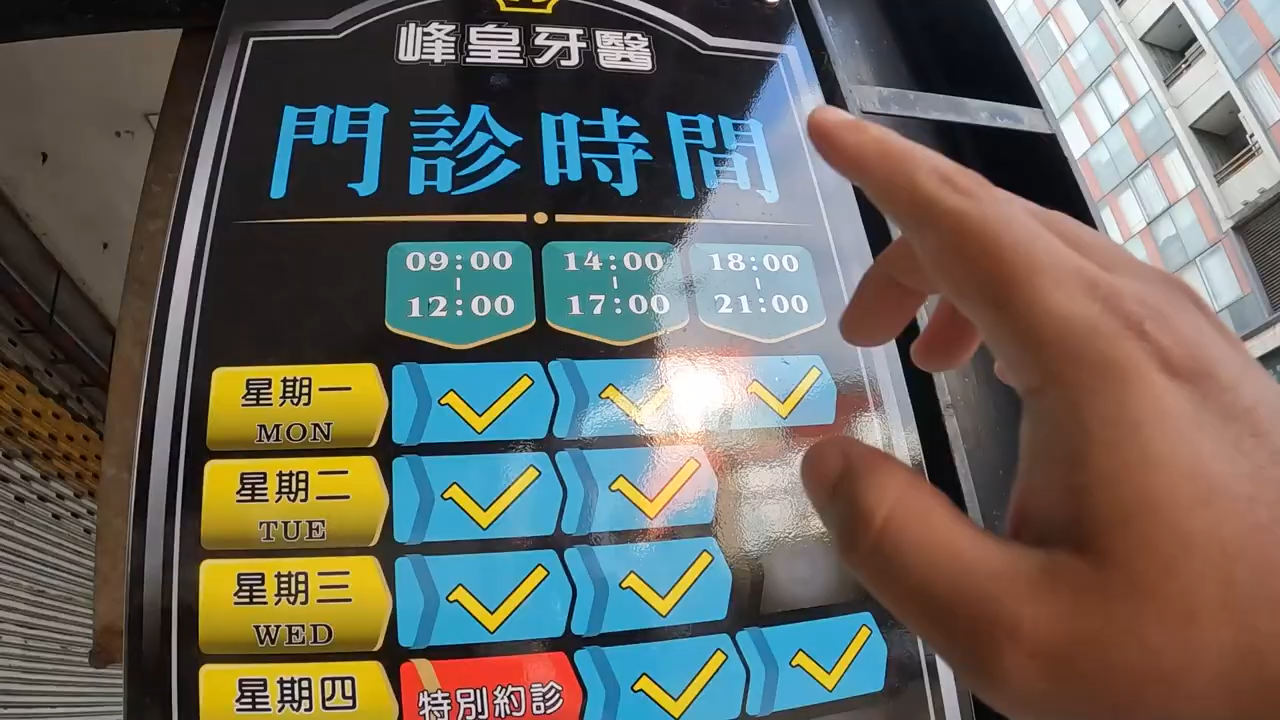 峰皇牙醫
門診時間
09:00 - 12:00
14:00 - 17:00
18:00 - 21:00
星期一
MON
星期二
TUE
星期三
WED
星期四
特別約診